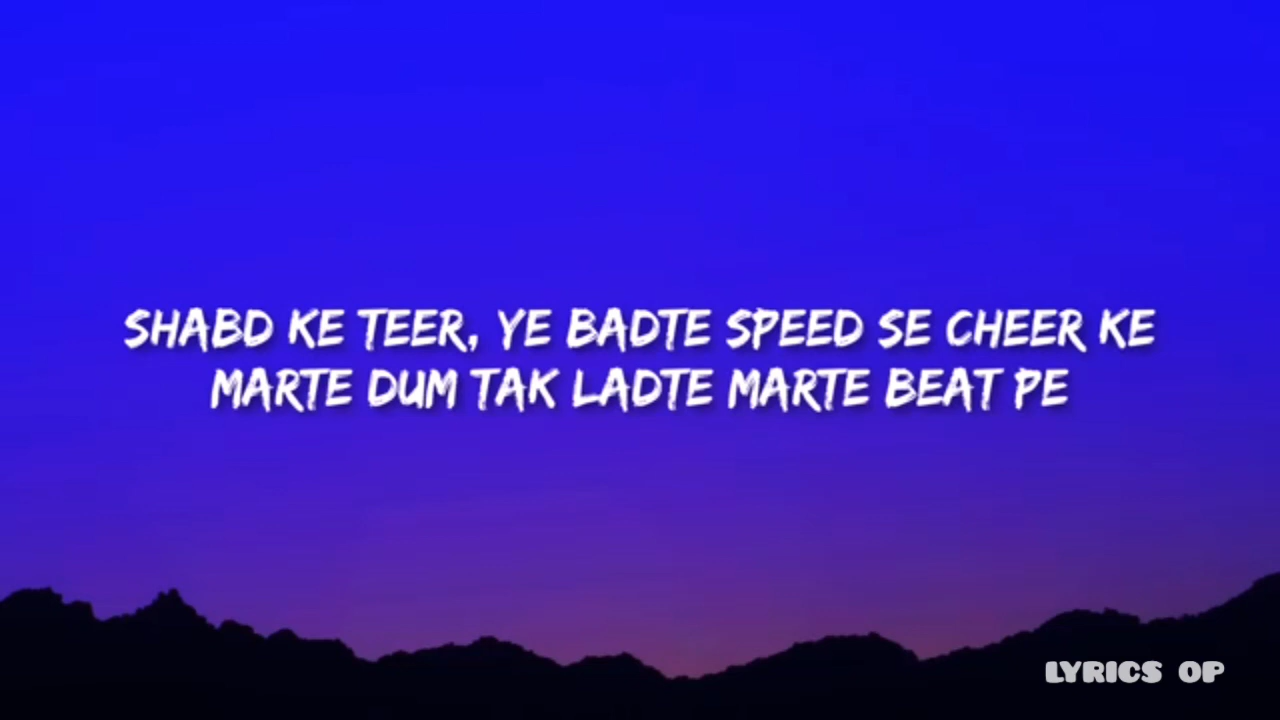 SHABD KE TEER, YE BADTE SPEED SE CHEER KE
MARTE DUM TAK LADTE MARTE BEAT PE
LYRICS OP